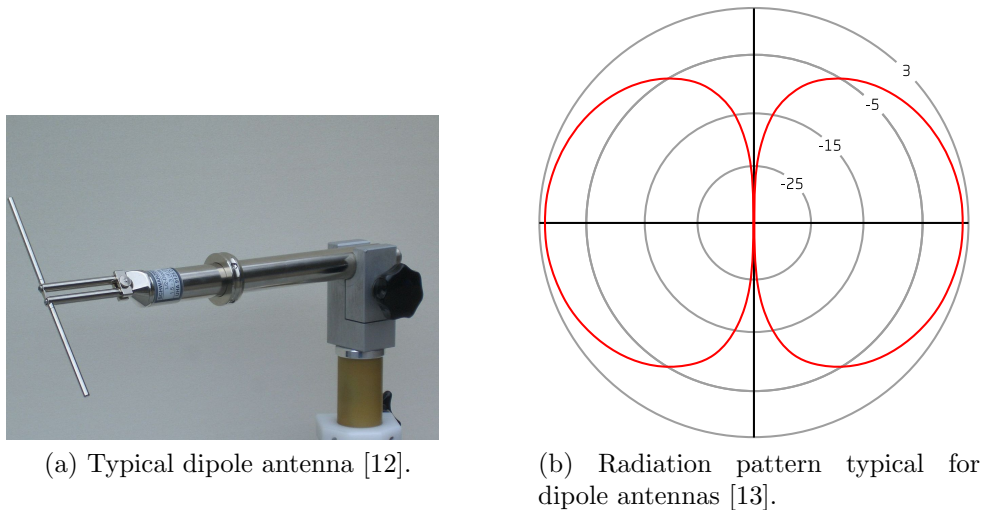 3
-5
-15
-25
(a) Typical dipole antenna [12].
(b) Radiation pattern typical for
dipole antennas [13].